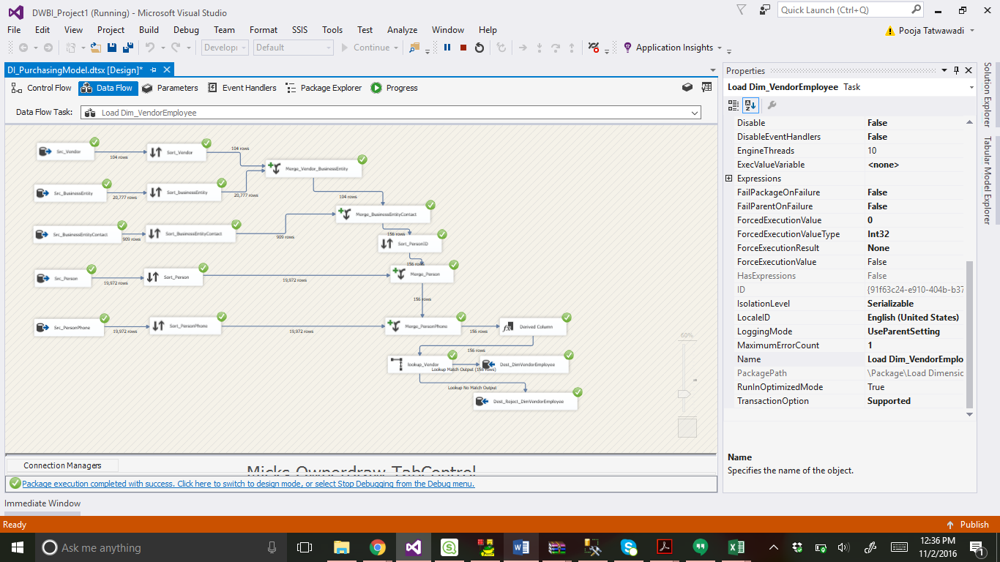 DWBI_Project1 (Running) - Microsoft Visual Studio
Quick Launch (Ctrl+Q)
File Edit View Project Build Debug Team Format SSIS Tools Test Analyze Window Help
Pooja Tatwawadi
Develop Default Continue Application Insights
DI_PurchasingModel.dtsx [Design]*
Control Flow Data Flow Parameters Event Handlers Package Explorer Progress
Data Flow Task: Load Dim_VendorEmployee
Src_Vendor
104 rows
Sort_Vendor
104 rows
Merge_Vendor_BusinessEntity
Src_BusinessEntity
20,777 rows
Sort_businessEntity
20,777 rows
104 rows
Merge_BusinessEntityContact
Src_BusinessEntityContact
909 rows
Sort_BusinessEntityContact
909 rows
156 rows
Sort_PersonID
156 rows
Src_Person
19,972 rows
Sort_Person
19,972 rows
Merge_Person
156 rows
Src_PersonPhone
19,972 rows
Sort_PersonPhone
19,972 rows
Merge_PersonPhone
156 rows
Derived Column
156 rows
lookup_Vendor
Lookup Match Output (156 rows)
Dest_DimVendorEmployee
Lookup No Match Output
Dest_Reject_DimVendorEmployee
60%
Connection Managers
Micks Ownerdraw TabControl
Package execution completed with success. Click here to switch to design mode, or select Stop Debugging from the Debug menu.
Immediate Window
Properties
Load Dim_VendorEmployee Task
Disable False
DisableEventHandlers False
EngineThreads 10
ExecValueVariable <none>
Expressions
FailPackageOnFailure False
FailParentOnFailure False
ForcedExecutionValue 0
ForcedExecutionValueType Int32
ForceExecutionResult None
ForceExecutionValue False
HasExpressions False
ID {91f63c24-e910-404b-b37
IsolationLevel Serializable
LocaleID English (United States)
LoggingMode UseParentSetting
MaximumErrorCount 1
Name Load Dim_VendorEmplo
PackagePath \Package\Load Dimensio
RunInOptimizedMode True
TransactionOption Supported
Name
Specifies the name of the object.
Solution Explorer
Tabular Model Explorer
Ready
Publish
Ask me anything
12:36 PM
11/2/2016
1